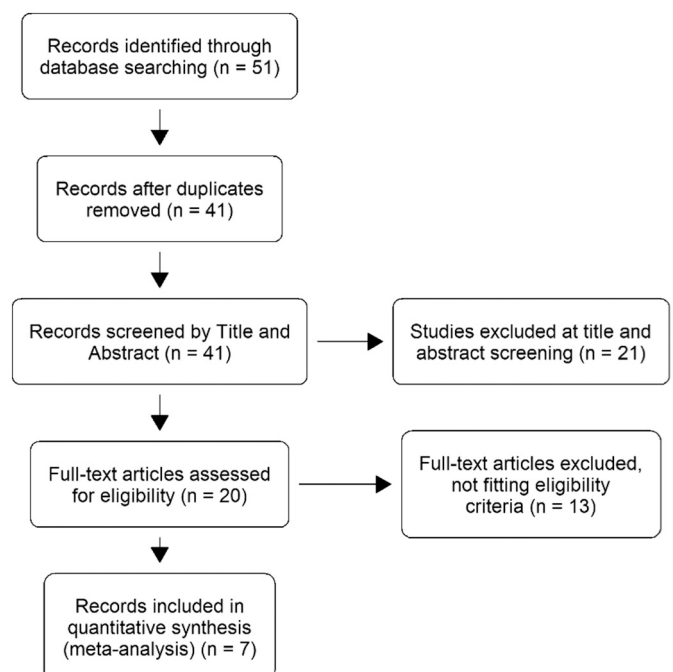 Records identified through
database searching (n = 51)
Records after duplicates
removed (n = 41)
Records screened by Title and
Abstract (n = 41)
Studies excluded at title and
abstract screening (n = 21)
Full-text articles assessed
for eligibility (n = 20)
Full-text articles excluded,
not fitting eligibility
criteria (n = 13)
Records included in
quantitative synthesis
(meta-analysis) (n = 7)